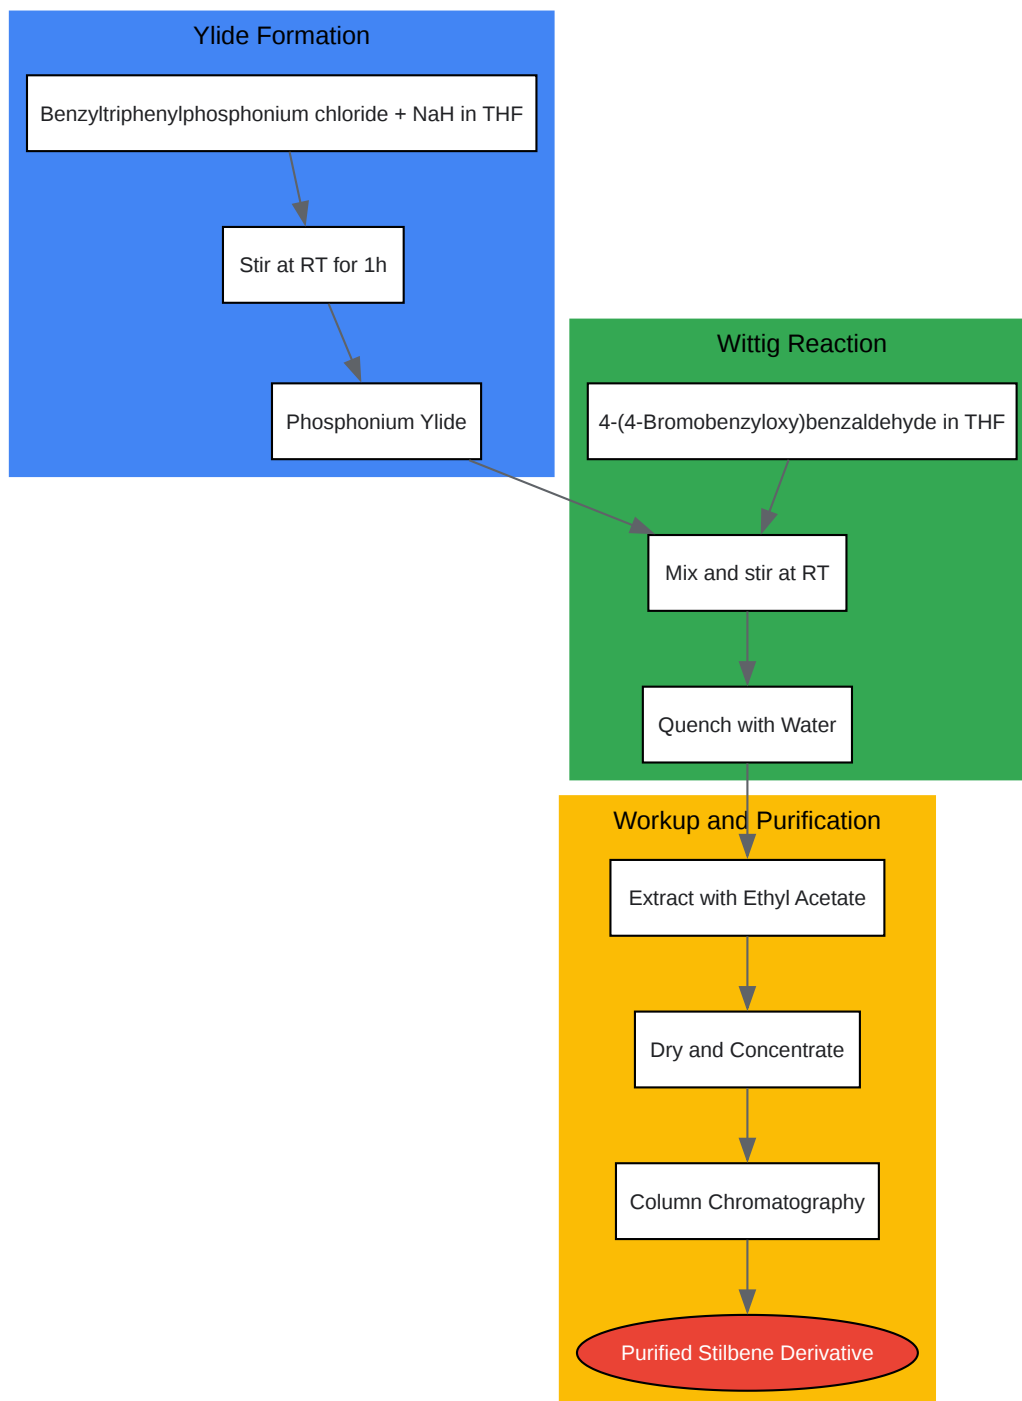 Ylide Formation
Benzyltriphenylphosphonium chloride + NaH in THF
Stir at RT for 1h
Phosphonium Ylide
Wittig Reaction
4-(4-Bromobenzyloxy)benzaldehyde in THF
Mix and stir at RT
Quench with Water
Workup and Purification
Extract with Ethyl Acetate
Dry and Concentrate
Column Chromatography
Purified Stilbene Derivative